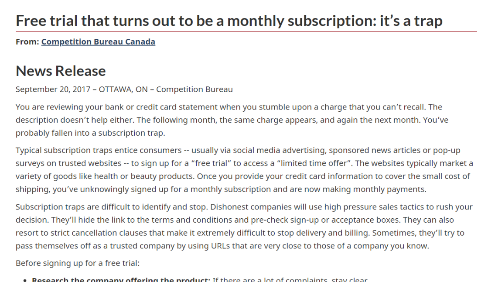 Free trial that turns out to be a monthly subscription: it's a trap
From: Competition Bureau Canada
News Release
September 20, 2017 – OTTAWA, ON – Competition Bureau
You are reviewing your bank or credit card statement when you stumble upon a charge that you can't recall. The
description doesn't help either. The following month, the same charge appears, and again the next month. You've
probably fallen into a subscription trap.
Typical subscription traps entice consumers -- usually via social media advertising, sponsored news articles or pop-up
surveys on trusted websites -- to sign up for a "free trial" to access a "limited time offer". The websites typically market a
variety of goods like health or beauty products. Once you provide your credit card information to cover the small cost of
shipping, you've unknowingly signed up for a monthly subscription and are now making monthly payments.
Subscription traps are difficult to identify and stop. Dishonest companies will use high pressure sales tactics to rush your
decision. They'll hide the link to the terms and conditions and pre-check sign-up or acceptance boxes. They can also
resort to strict cancellation clauses that make it extremely difficult to stop delivery and billing. Sometimes, they'll try to
pass themselves off as a trusted company by using URLs that are very close to those of a company you know.
Before signing up for a free trial:
• Research the company offering the product: If there are a lot of complaints, stay clear.